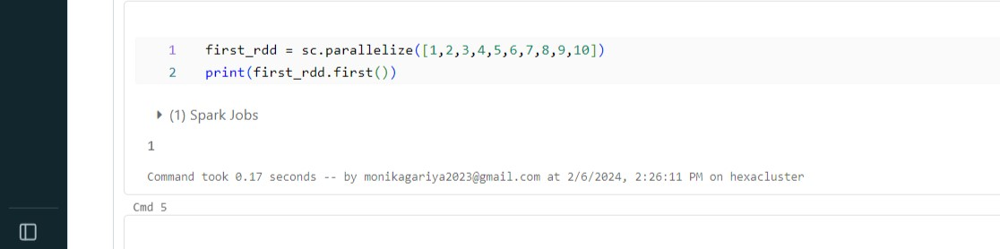 1 first_rdd = sc.parallelize([1,2,3,4,5,6,7,8,9,10])
2 print(first_rdd.first())
(1) Spark Jobs
1
Command took 0.17 seconds -- by monikagariya2023@gmail.com at 2/6/2024, 2:26:11 PM on hexacluster
Cmd 5